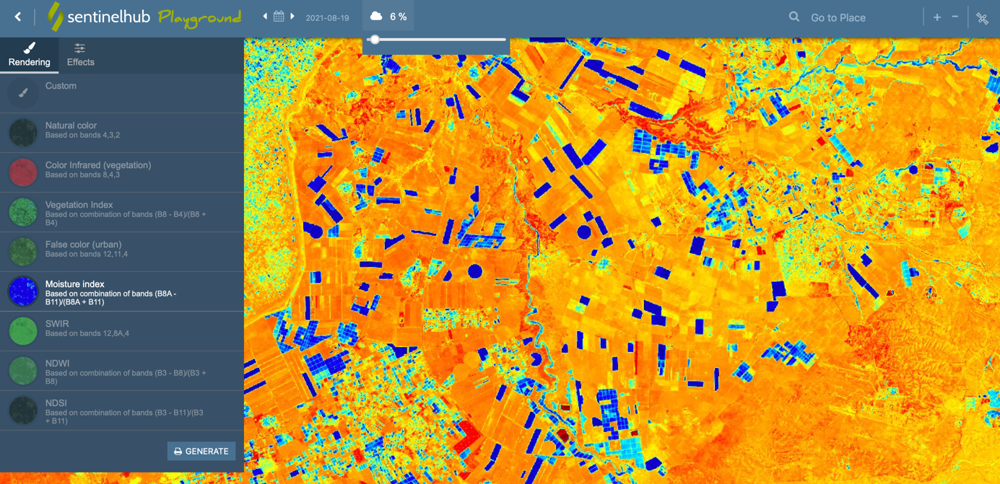 sentinelhub Playground
2021-08-19
6 %
Go to Place
Rendering
Effects
Custom
Natural color
Based on bands 4,3,2
Color Infrared (vegetation)
Based on bands 8,4,3
Vegetation Index
Based on combination of bands (B8 - B4)/(B8 +
B4)
False color (urban)
Based on bands 12,11,4
Moisture index
Based on combination of bands (B8A -
B11)/(B8A + B11)
SWIR
Based on bands 12,8A,4
NDWI
Based on combination of bands (B3 - B8)/(B3 +
B8)
NDSI
Based on combination of bands (B3 - B11)/(B3
+ B11)
GENERATE